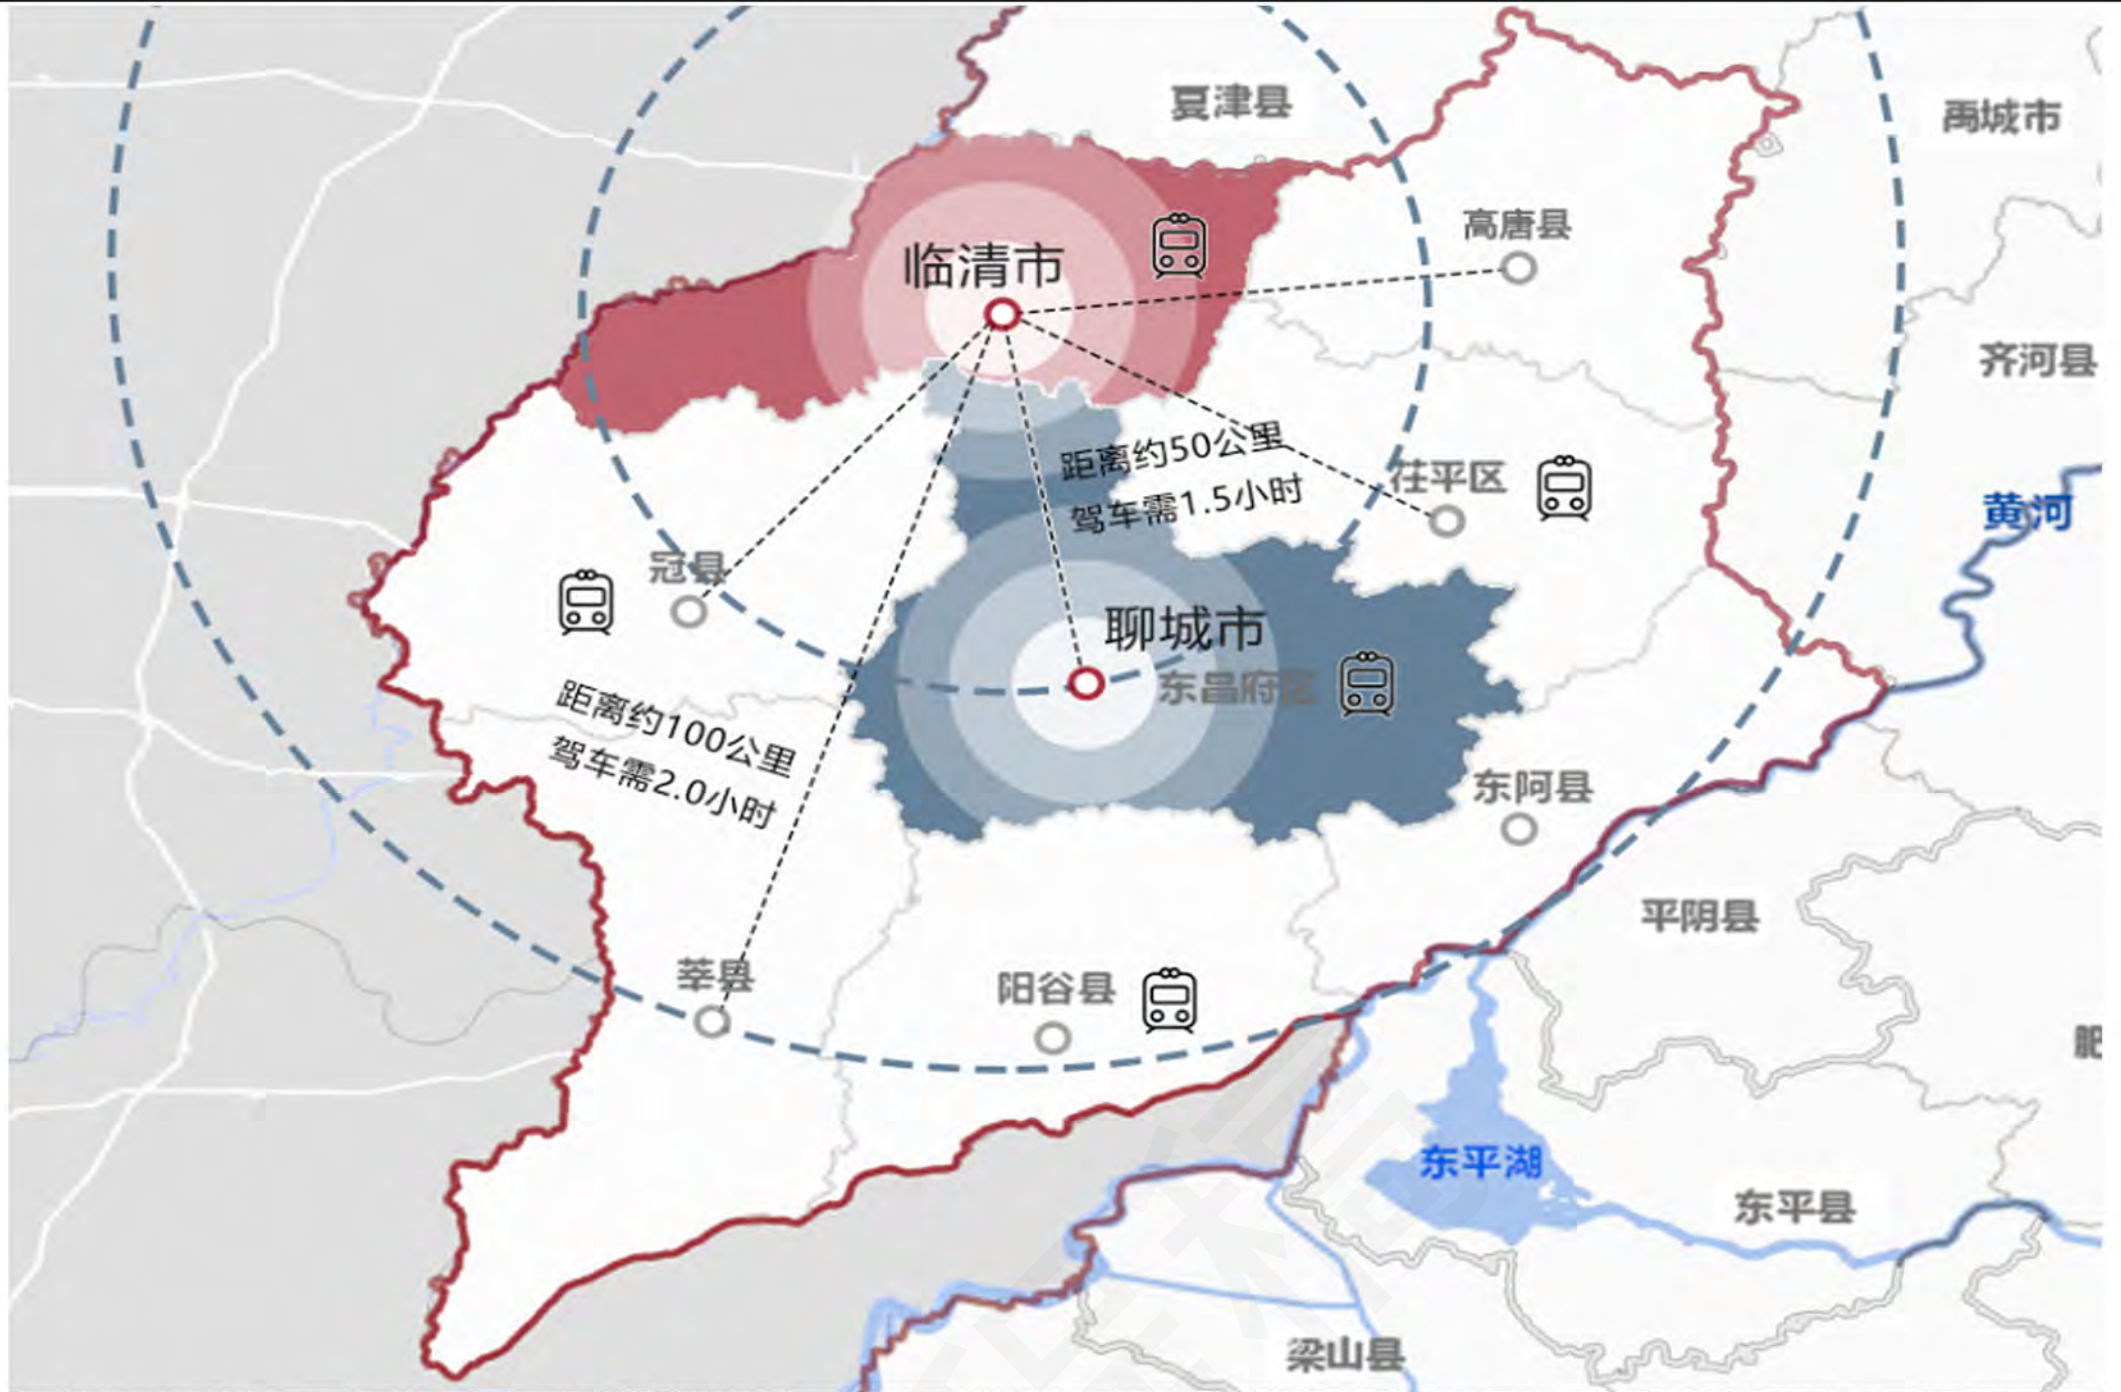 夏津县
禹城市
高唐县
临清市
齐河县
距离约50公里
驾车需1.5小时
茌平区
黄河
冠县
聊城市
东昌府区
距离约100公里
驾车需2.0小时
东阿县
平阴县
莘县
阳谷县
肥
东平湖
东平县
梁山县